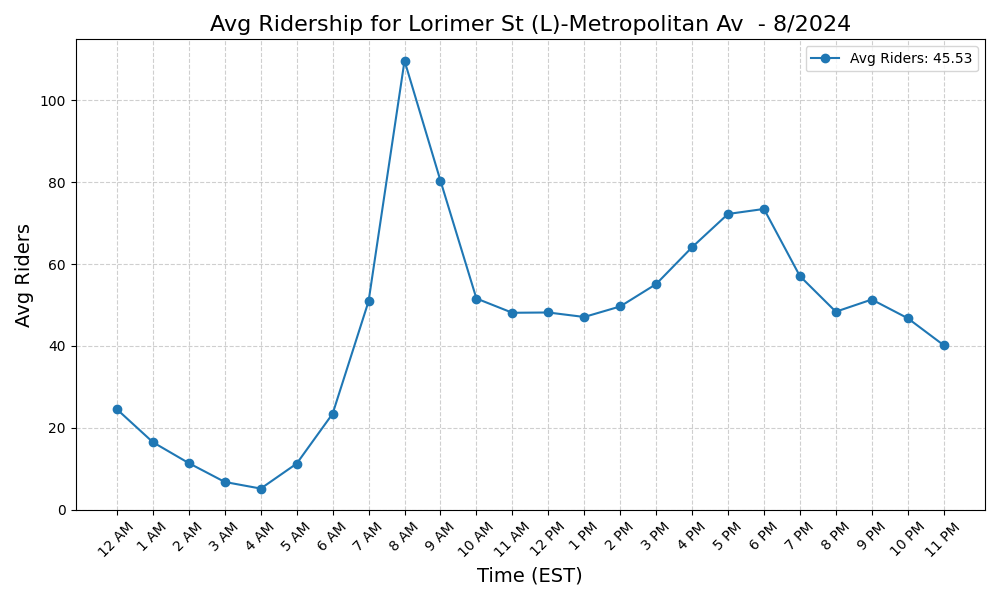 Avg Ridership for Lorimer St (L)-Metropolitan Av  - 8/2024
Avg Riders: 45.53
Avg Riders
100
80
60
40
20
0
12 AM
1 AM
2 AM
3 AM
4 AM
5 AM
6 AM
7 AM
8 AM
9 AM
10 AM
11 AM
12 PM
1 PM
2 PM
3 PM
4 PM
5 PM
6 PM
7 PM
8 PM
9 PM
10 PM
11 PM
Time (EST)